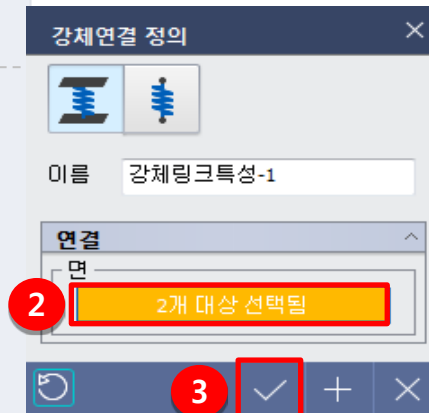 강체연결 정의
이름 강체링크특성-1
연결
면
2 2개 대상 선택됨
3